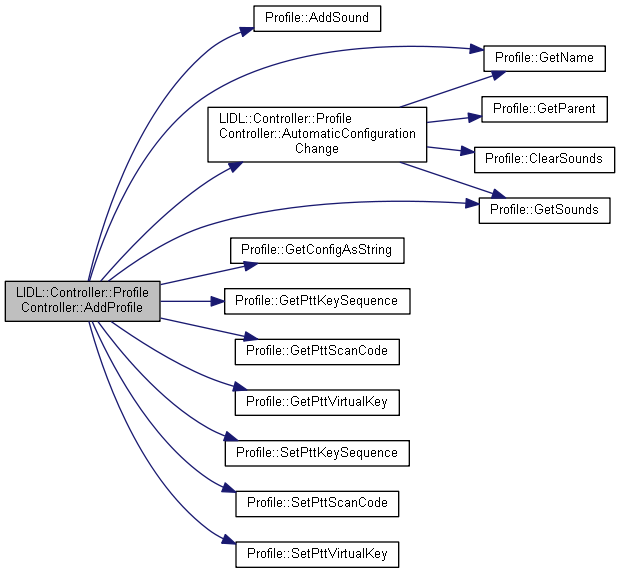 Profile::AddSound
Profile::GetName
LIDL::Controller::Profile
Controller::AutomaticConfiguration
Change
Profile::GetParent
Profile::ClearSounds
Profile::GetSounds
Profile::GetConfigAsString
LIDL::Controller::Profile
Controller::AddProfile
Profile::GetPttKeySequence
Profile::GetPttScanCode
Profile::GetPttVirtualKey
Profile::SetPttKeySequence
Profile::SetPttScanCode
Profile::SetPttVirtualKey